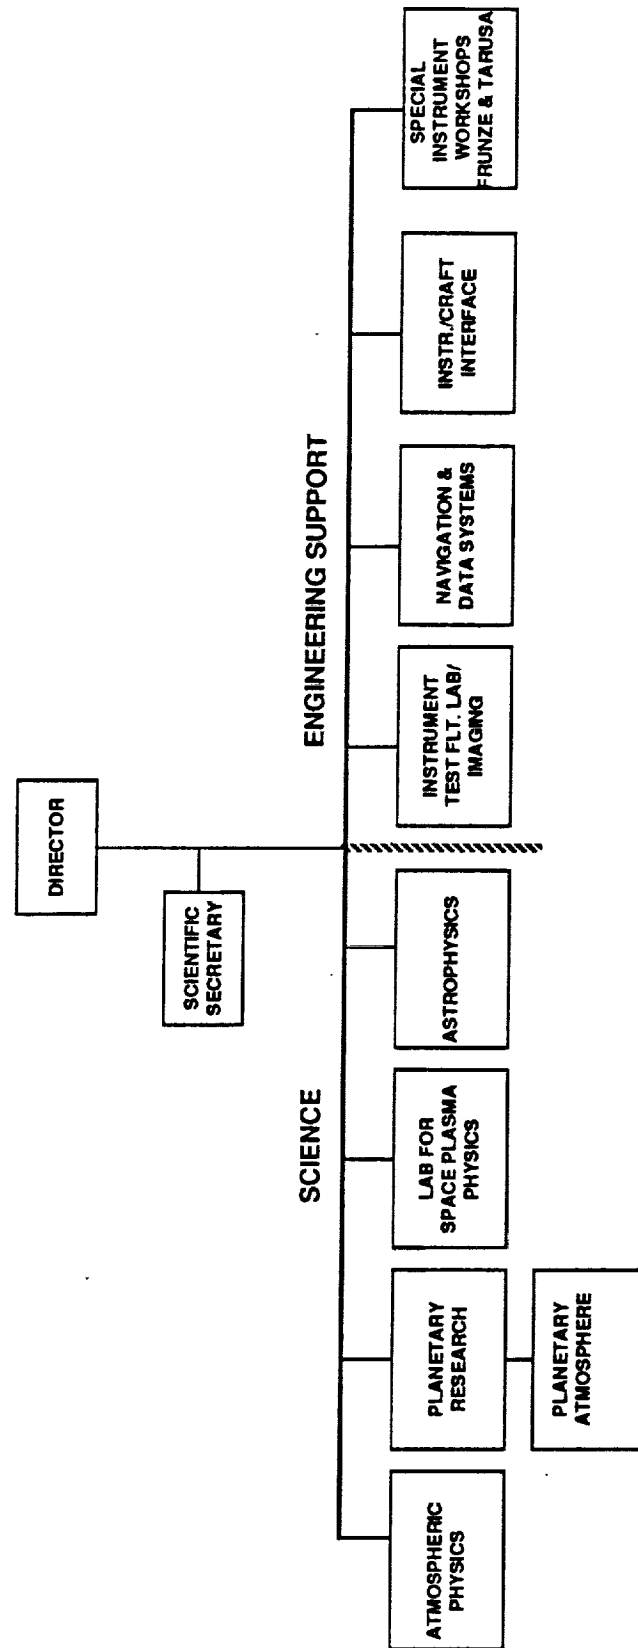 DIRECTOR
SCIENTIFIC
SECRETARY
SCIENCE
ENGINEERING SUPPORT
ATMOSPHERIC
PHYSICS
PLANETARY
RESEARCH
PLANETARY
ATMOSPHERE
LAB FOR
SPACE PLASMA
PHYSICS
ASTROPHYSICS
INSTRUMENT
TEST FLT. LAB/
IMAGING
NAVIGATION &
DATA SYSTEMS
INSTR./CRAFT
INTERFACE
SPECIAL
INSTRUMENT
WORKSHOPS
FRUNZE & TARUSA